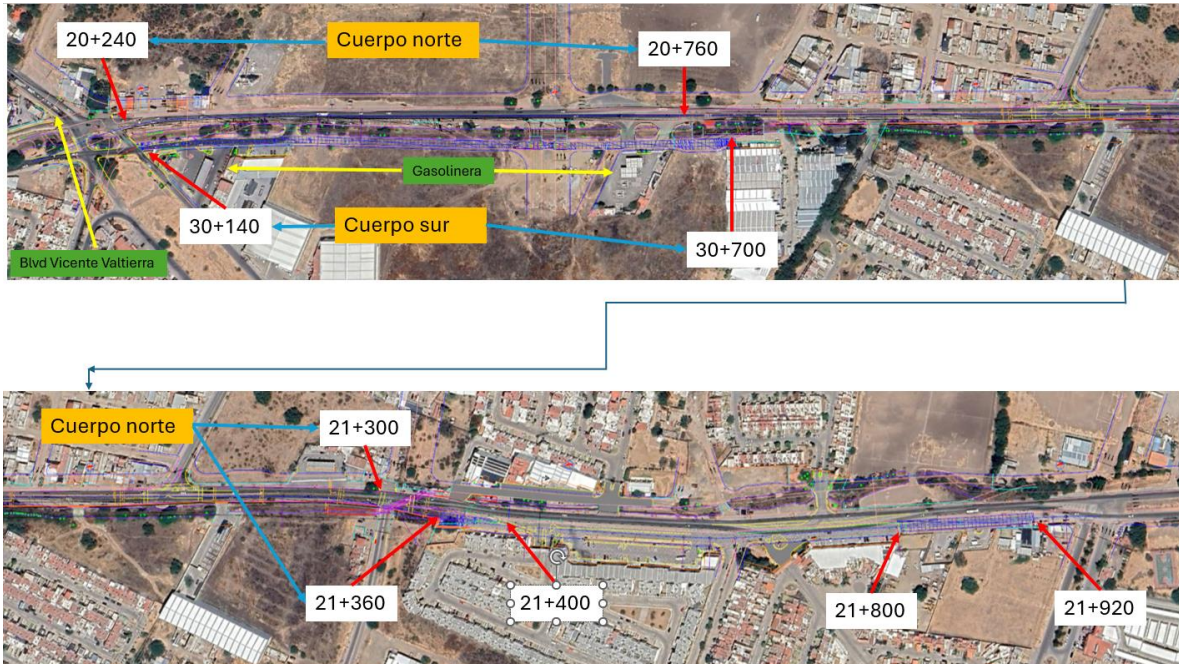 20+240
Cuerpo norte
20+760
Gasolinera
30+140
Cuerpo sur
30+700
Blvd Vicente Valtierra
Cuerpo norte
21+300
21+360
21+400
21+800
21+920